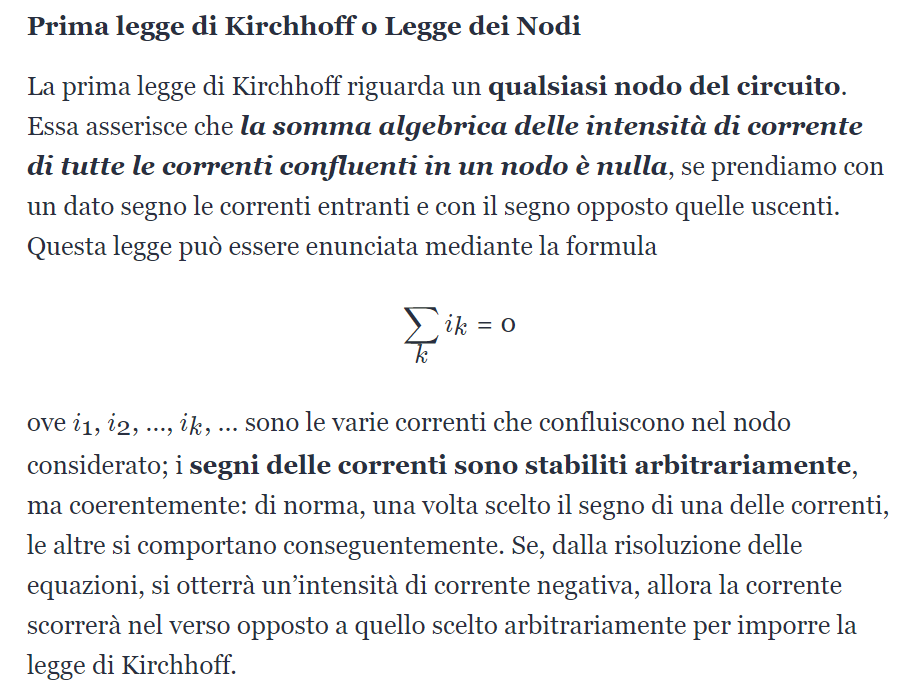 Prima legge di Kirchhoff o Legge dei Nodi
La prima legge di Kirchhoff riguarda un qualsiasi nodo del circuito.
Essa asserisce che la somma algebrica delle intensità di corrente
di tutte le correnti confluenti in un nodo è nulla, se prendiamo con
un dato segno le correnti entranti e con il segno opposto quelle uscenti.
Questa legge può essere enunciata mediante la formula
∑ ik = 0
k
ove i₁, i₂, ..., iₖ, ... sono le varie correnti che confluiscono nel nodo
considerato; i segni delle correnti sono stabiliti arbitrariamente,
ma coerentemente: di norma, una volta scelto il segno di una delle correnti,
le altre si comportano conseguentemente. Se, dalla risoluzione delle
equazioni, si otterrà un’intensità di corrente negativa, allora la corrente
scorrerà nel verso opposto a quello scelto arbitrariamente per imporre la
legge di Kirchhoff.